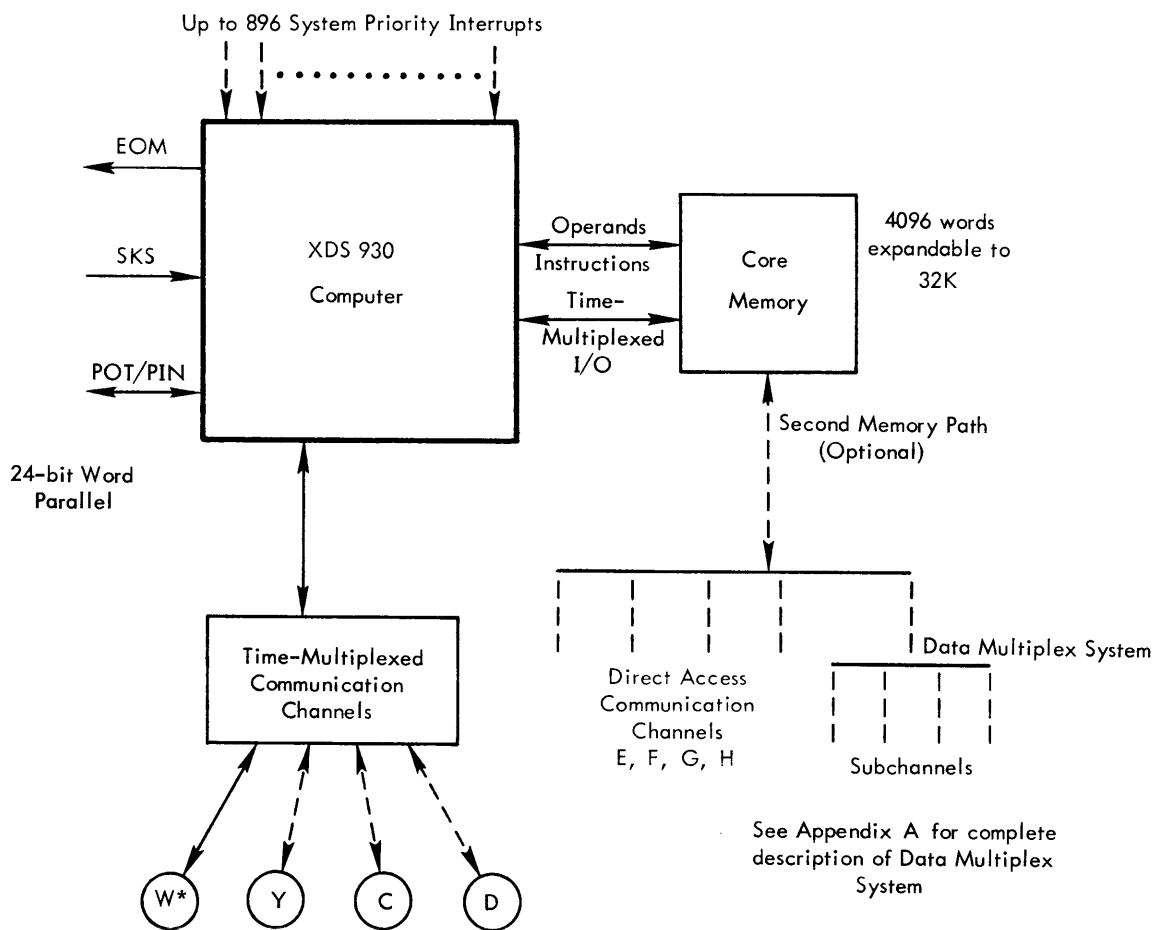 Up to 896 System Priority Interrupts
EOM
SKS
POT/PIN
XDS 930
Computer
Operands
Instructions
Time-
Multiplexed
I/O
Core
Memory
4096 words
expandable to
32K
24-bit Word
Parallel
Second Memory Path
(Optional)
Time-Multiplexed
Communication
Channels
Direct Access
Communication
Channels
E, F, G, H
Data Multiplex System
Subchannels
W*
Y
C
D
See Appendix A for complete
description of Data Multiplex
System